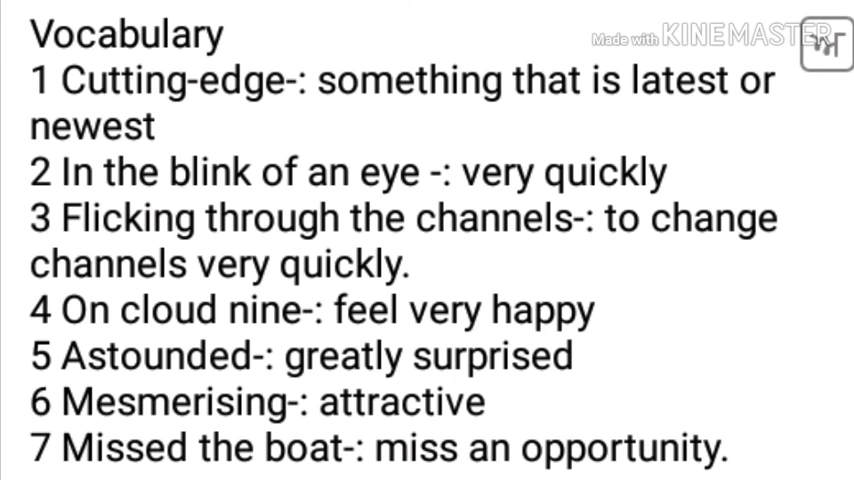 Vocabulary
Made with KINEMASTER
1 Cutting-edge-: something that is latest or
newest
2 In the blink of an eye -: very quickly
3 Flicking through the channels-: to change
channels very quickly.
4 On cloud nine-: feel very happy
5 Astounded-: greatly surprised
6 Mesmerising-: attractive
7 Missed the boat-: miss an opportunity.